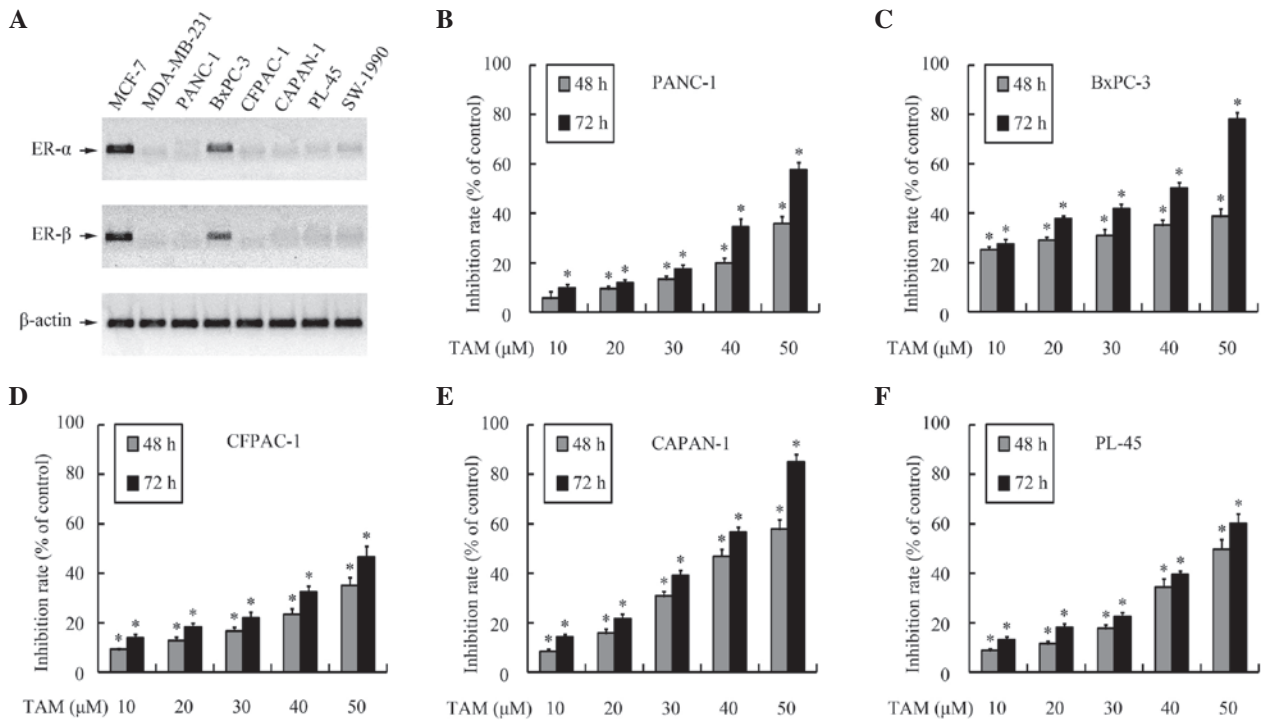 A
MCF-7
MDA-MB-231
PANC-1
BxPC-3
CFPAC-1
CAPAN-1
PL-45
SW-1990
ER-α
ER-β
β-actin
B
PANC-1
48 h
72 h
Inhibition rate (% of control)
100
80
60
40
20
0
* * * * * * * * *
TAM (μM) 10 20 30 40 50
C
BxPC-3
48 h
72 h
Inhibition rate (% of control)
100
80
60
40
20
0
* * * * * * * * * *
TAM (μM) 10 20 30 40 50
D
CFPAC-1
48 h
72 h
Inhibition rate (% of control)
100
80
60
40
20
0
* * * * * * * * * *
TAM (μM) 10 20 30 40 50
E
CAPAN-1
48 h
72 h
Inhibition rate (% of control)
100
80
60
40
20
0
* * * * * * * * * *
TAM (μM) 10 20 30 40 50
F
PL-45
48 h
72 h
Inhibition rate (% of control)
100
80
60
40
20
0
* * * * * * * * * *
TAM (μM) 10 20 30 40 50